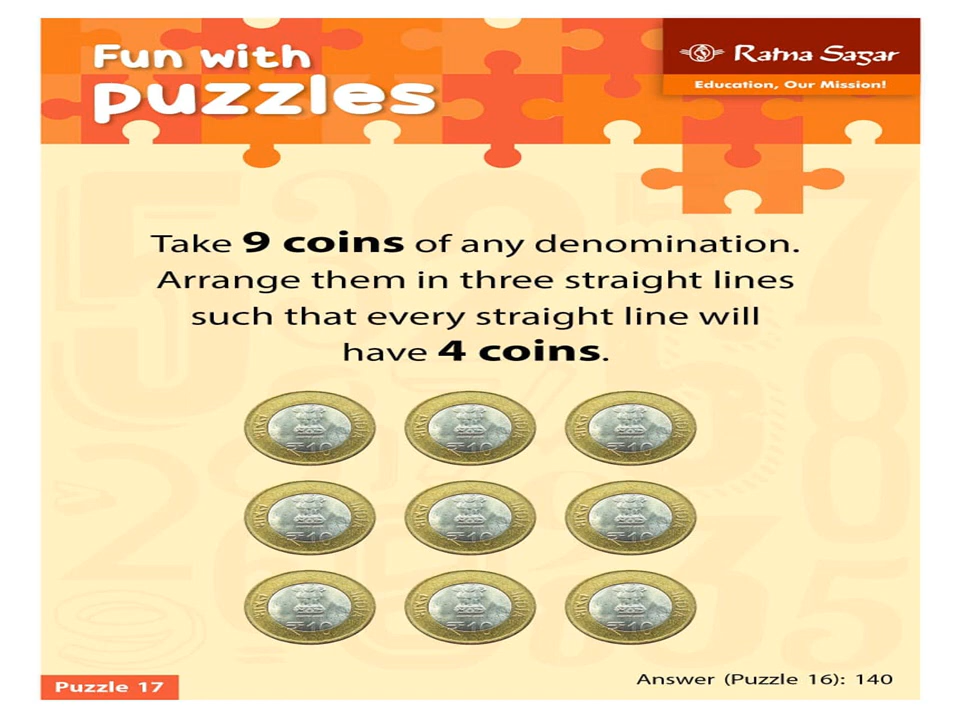 Fun with
puzzles
Ratna Sagar
Education, Our Mission!
Take 9 coins of any denomination.
Arrange them in three straight lines
such that every straight line will
have 4 coins.
Puzzle 17
Answer (Puzzle 16): 140